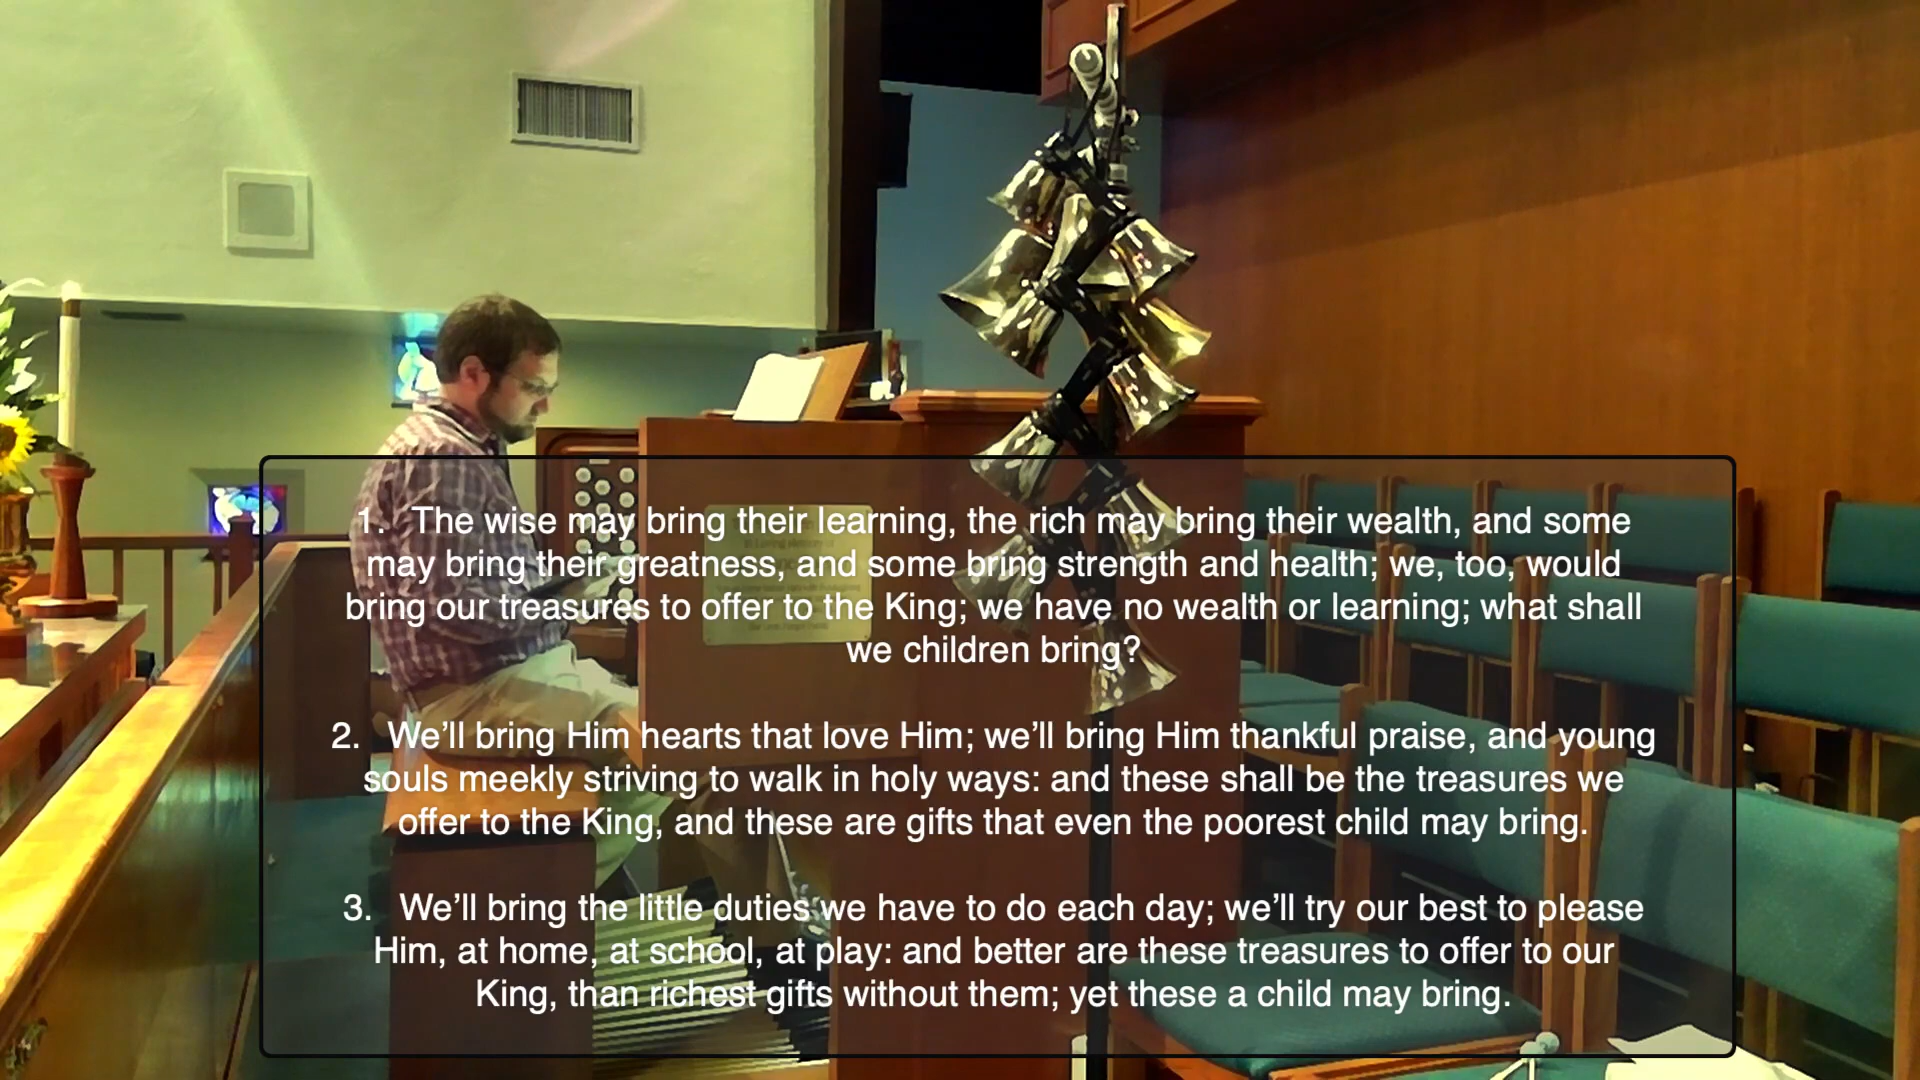 1. The wise may bring their learning, the rich may bring their wealth, and some
may bring their greatness, and some bring strength and health; we, too, would
bring our treasures to offer to the King; we have no wealth or learning; what shall
we children bring?
2. We’ll bring Him hearts that love Him; we’ll bring Him thankful praise, and young
souls meekly striving to walk in holy ways: and these shall be the treasures we
offer to the King, and these are gifts that even the poorest child may bring.
3. We’ll bring the little duties we have to do each day; we’ll try our best to please
Him, at home, at school, at play: and better are these treasures to offer to our
King, than richest gifts without them; yet these a child may bring.